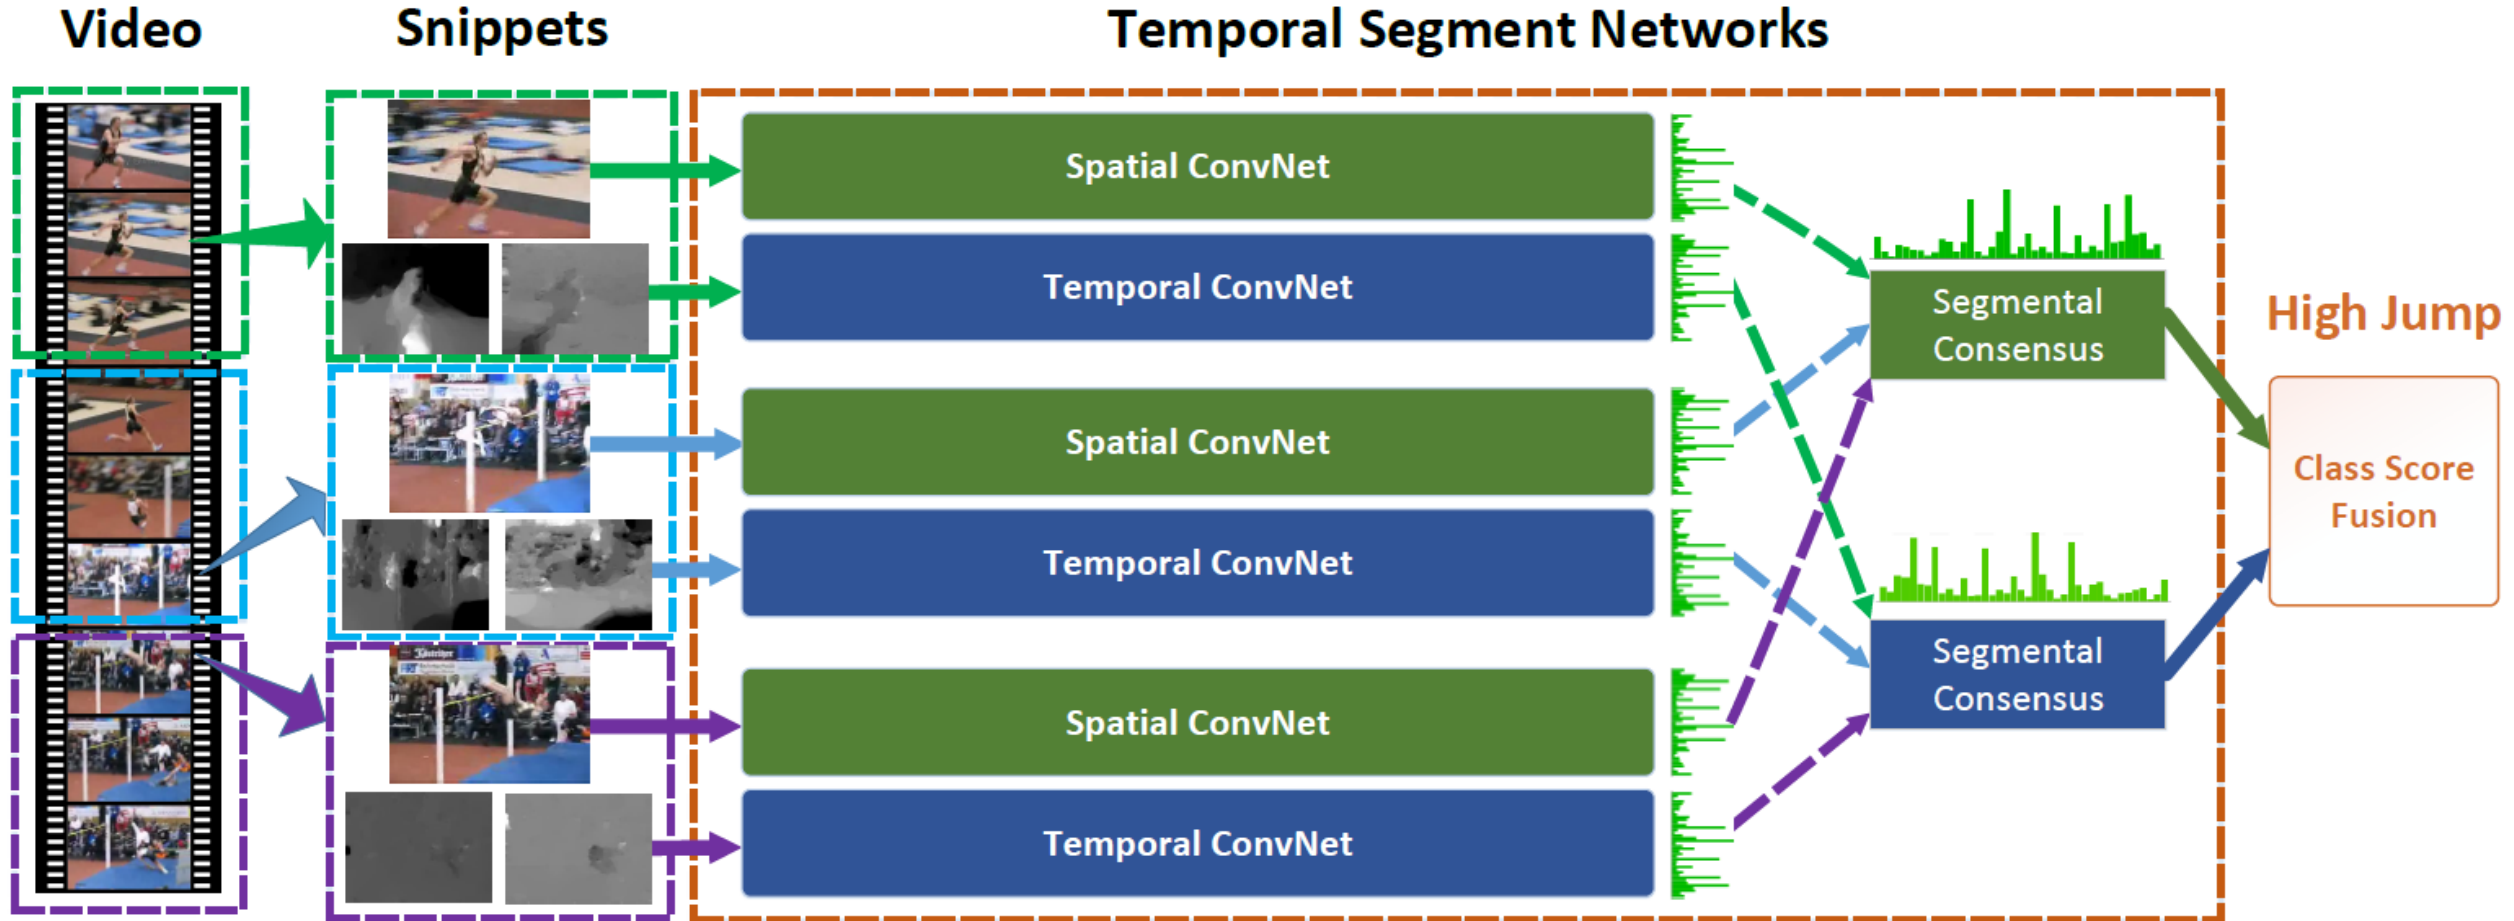 Video
Snippets
Temporal Segment Networks
Spatial ConvNet
Temporal ConvNet
Segmental
Consensus
High Jump
Spatial ConvNet
Temporal ConvNet
Class Score
Fusion
Segmental
Consensus
Spatial ConvNet
Temporal ConvNet